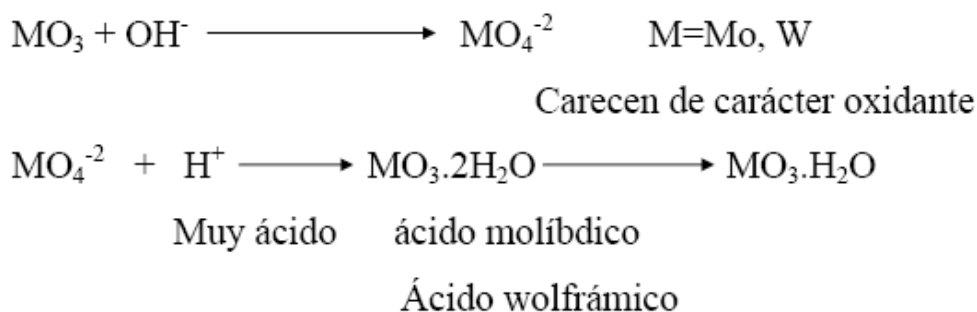 MO₃ + OH⁻ ⟶ MO₄⁻² M=Mo, W
Carecen de carácter oxidante
MO₄⁻² + H⁺ ⟶ MO₃.2H₂O ⟶ MO₃.H₂O
Muy ácido ácido molíbdico
Ácido wolfrámico